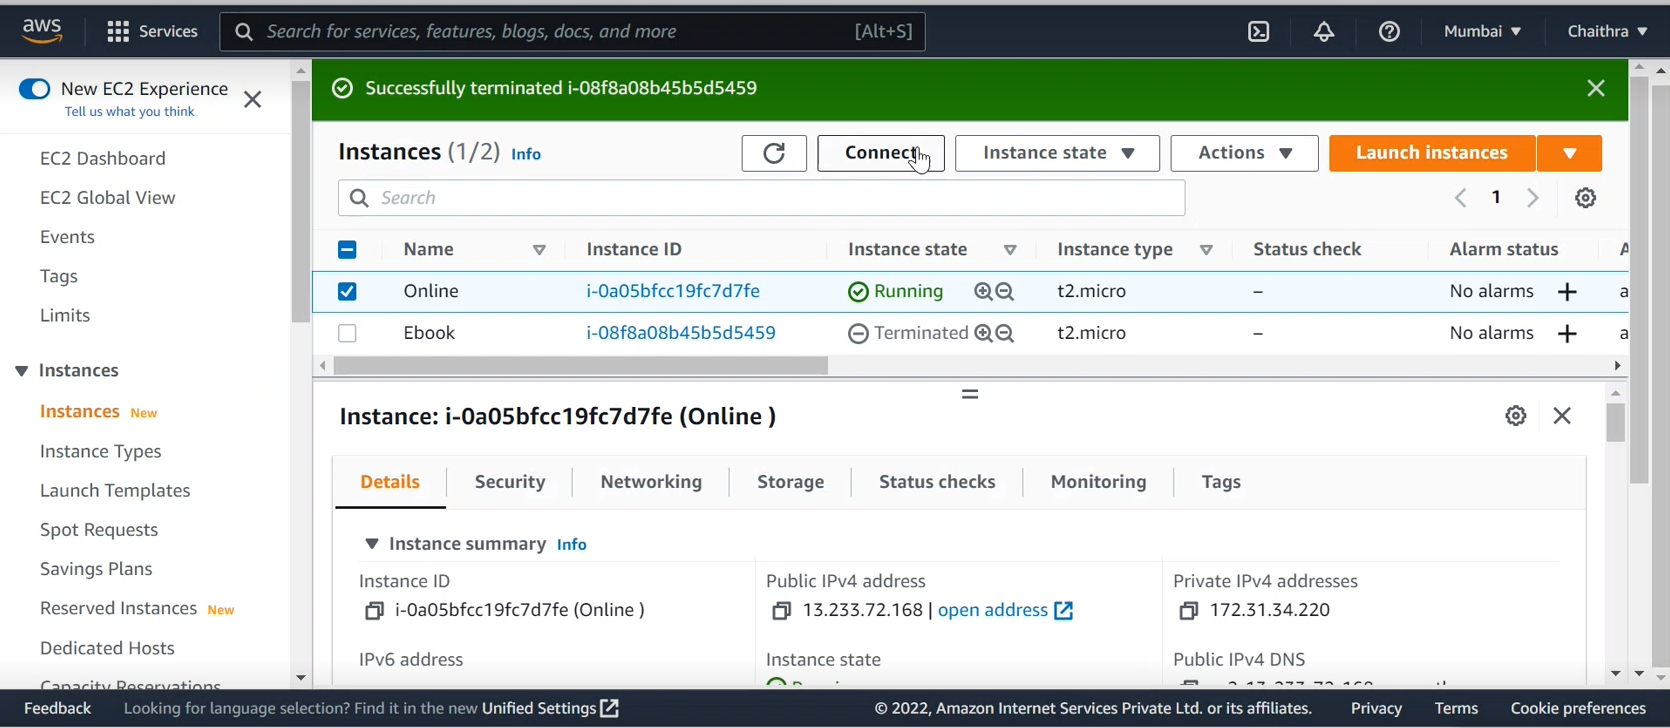 aws Services Search for services, features, blogs, docs, and more [Alt+S] Mumbai Chaithra
New EC2 Experience
Tell us what you think
EC2 Dashboard
EC2 Global View
Events
Tags
Limits
Instances
Instances New
Instance Types
Launch Templates
Spot Requests
Savings Plans
Reserved Instances New
Dedicated Hosts
Capacity Reservations
Successfully terminated i-08f8a08b45b5d5459
Instances (1/2) Info Connect Instance state Actions Launch instances
Search 1
Name Instance ID Instance state Instance type Status check Alarm status A
Online i-0a05bfcc19fc7d7fe Running t2.micro – No alarms + a
Ebook i-08f8a08b45b5d5459 Terminated t2.micro – No alarms + a
Instance: i-0a05bfcc19fc7d7fe (Online )
Details Security Networking Storage Status checks Monitoring Tags
Instance summary Info
Instance ID Public IPv4 address Private IPv4 addresses
i-0a05bfcc19fc7d7fe (Online ) 13.233.72.168 | open address 172.31.34.220
IPv6 address Instance state Public IPv4 DNS
Feedback Looking for language selection? Find it in the new Unified Settings © 2022, Amazon Internet Services Private Ltd. or its affiliates. Privacy Terms Cookie preferences